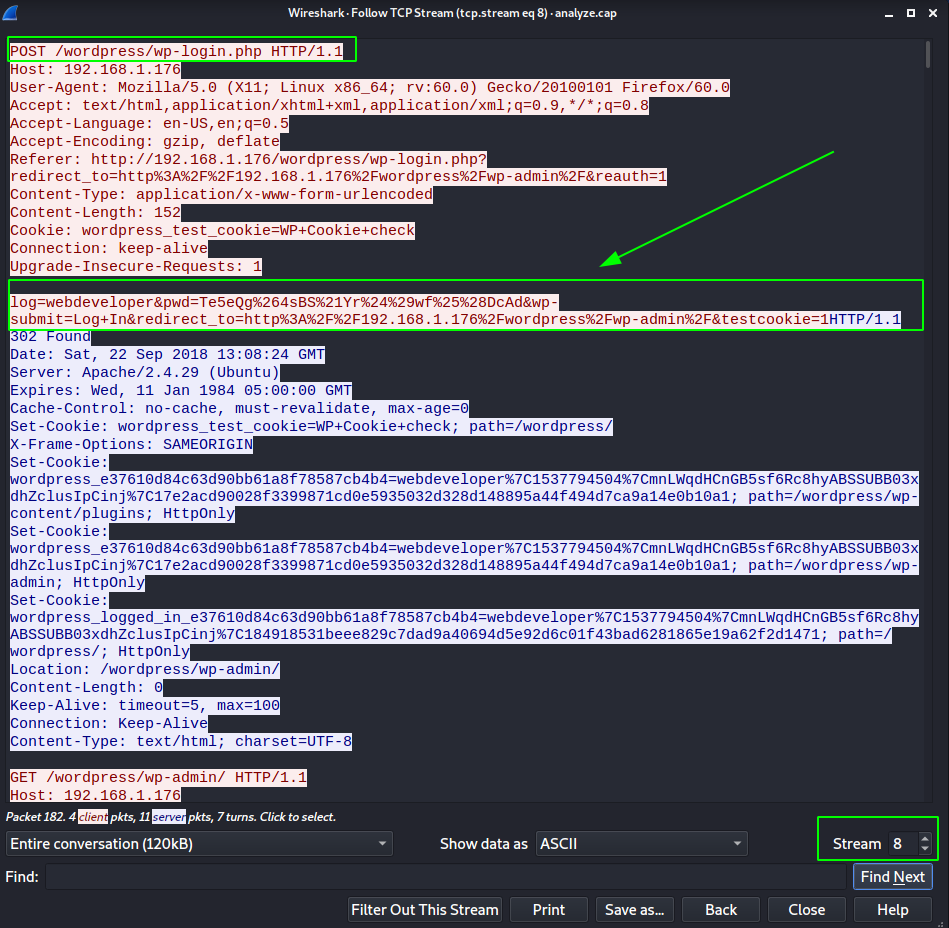 Wireshark · Follow TCP Stream (tcp.stream eq 8) · analyze.cap
POST /wordpress/wp-login.php HTTP/1.1
Host: 192.168.1.176
User-Agent: Mozilla/5.0 (X11; Linux x86_64; rv:60.0) Gecko/20100101 Firefox/60.0
Accept: text/html,application/xhtml+xml,application/xml;q=0.9,*/*;q=0.8
Accept-Language: en-US,en;q=0.5
Accept-Encoding: gzip, deflate
Referer: http://192.168.1.176/wordpress/wp-login.php?
redirect_to=http%3A%2F%2F192.168.1.176%2Fwordpress%2Fwp-admin%2F&reauth=1
Content-Type: application/x-www-form-urlencoded
Content-Length: 152
Cookie: wordpress_test_cookie=WP+Cookie+check
Connection: keep-alive
Upgrade-Insecure-Requests: 1
log=webdeveloper&pwd=Te5eQg%264sBS%21Yr%24%29wf%25%28DcAd&wp-
submit=Log+In&redirect_to=http%3A%2F%2F192.168.1.176%2Fwordpress%2Fwp-admin%2F&testcookie=1HTTP/1.1
302 Found
Date: Sat, 22 Sep 2018 13:08:24 GMT
Server: Apache/2.4.29 (Ubuntu)
Expires: Wed, 11 Jan 1984 05:00:00 GMT
Cache-Control: no-cache, must-revalidate, max-age=0
Set-Cookie: wordpress_test_cookie=WP+Cookie+check; path=/wordpress/
X-Frame-Options: SAMEORIGIN
Set-Cookie:
wordpress_e37610d84c63d90bb61a8f78587cb4b4=webdeveloper%7C1537794504%7CmnLWqdHCnGB5sf6Rc8hyABSSUBB03x
dhZclusIpCinj%7C17e2acd90028f3399871cd0e5935032d328d148895a44f494d7ca9a14e0b10a1; path=/wordpress/wp-
content/plugins; HttpOnly
Set-Cookie:
wordpress_e37610d84c63d90bb61a8f78587cb4b4=webdeveloper%7C1537794504%7CmnLWqdHCnGB5sf6Rc8hyABSSUBB03x
dhZclusIpCinj%7C17e2acd90028f3399871cd0e5935032d328d148895a44f494d7ca9a14e0b10a1; path=/wordpress/wp-
admin; HttpOnly
Set-Cookie:
wordpress_logged_in_e37610d84c63d90bb61a8f78587cb4b4=webdeveloper%7C1537794504%7CmnLWqdHCnGB5sf6Rc8hy
ABSSUBB03xdhZclusIpCinj%7C184918531beee829c7dad9a40694d5e92d6c01f43bad6281865e19a62f2d1471; path=/
wordpress/; HttpOnly
Location: /wordpress/wp-admin/
Content-Length: 0
Keep-Alive: timeout=5, max=100
Connection: Keep-Alive
Content-Type: text/html; charset=UTF-8
GET /wordpress/wp-admin/ HTTP/1.1
Host: 192.168.1.176
Packet 182. 4 client pkts, 11 server pkts, 7 turns. Click to select.
Entire conversation (120kB) Show data as ASCII Stream 8
Find: Find Next
Filter Out This Stream Print Save as... Back Close Help